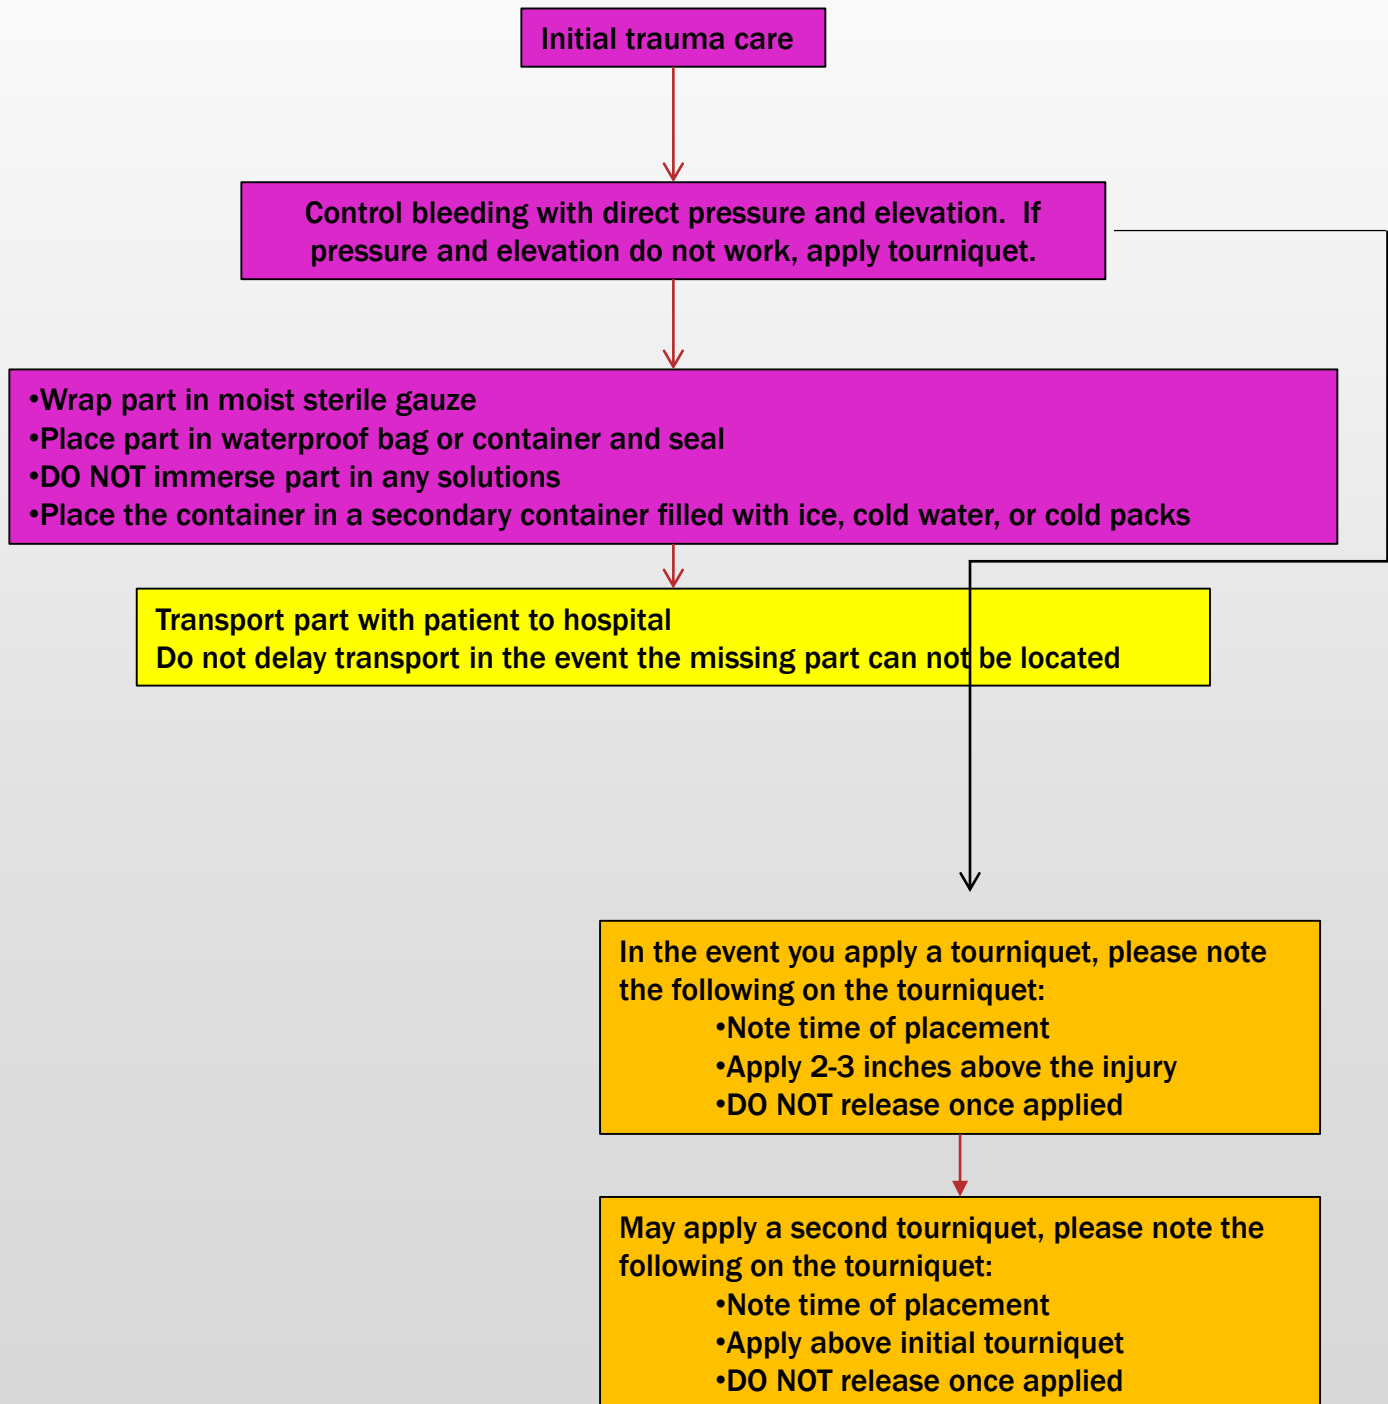 Initial trauma care
Control bleeding with direct pressure and elevation.  If
pressure and elevation do not work, apply tourniquet.
•Wrap part in moist sterile gauze
•Place part in waterproof bag or container and seal
•DO NOT immerse part in any solutions
•Place the container in a secondary container filled with ice, cold water, or cold packs
Transport part with patient to hospital
Do not delay transport in the event the missing part can not be located
In the event you apply a tourniquet, please note
the following on the tourniquet:
•Note time of placement
•Apply 2-3 inches above the injury
•DO NOT release once applied
May apply a second tourniquet, please note the
following on the tourniquet:
•Note time of placement
•Apply above initial tourniquet
•DO NOT release once applied